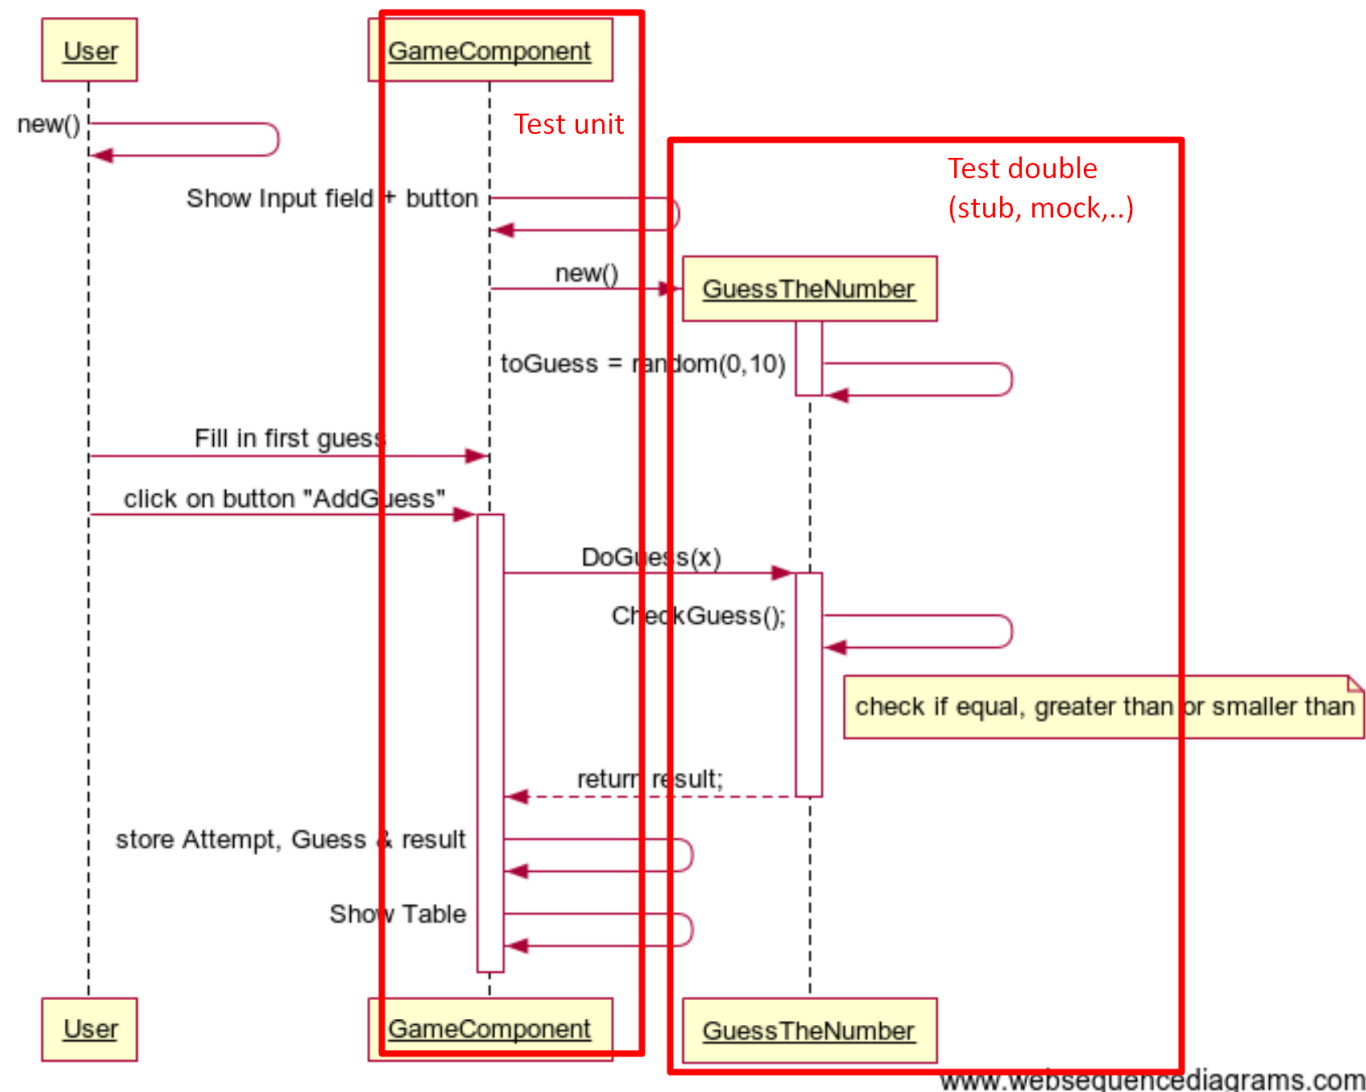 User
GameComponent
new()
Test unit
Test double
(stub, mock,..)
Show Input field + button
new()
GuessTheNumber
toGuess = random(0,10)
Fill in first guess
click on button "AddGuess"
DoGuess(x)
CheckGuess();
check if equal, greater than or smaller than
return result;
store Attempt, Guess & result
Show Table
User
GameComponent
GuessTheNumber
www.websequencediagrams.com